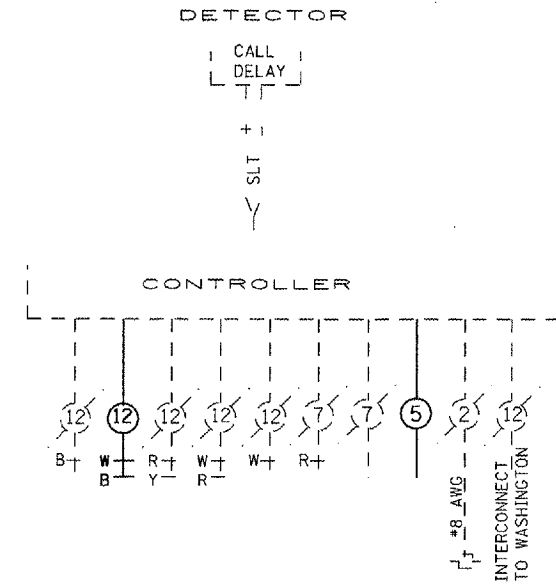 DETECTOR
CALL
DELAY
+
SLT
CONTROLLER
12 12 12 12 12 7 7 5 2 12
B W R W W R
B Y R
#8 AWG
INTERCONNECT
TO WASHINGTON